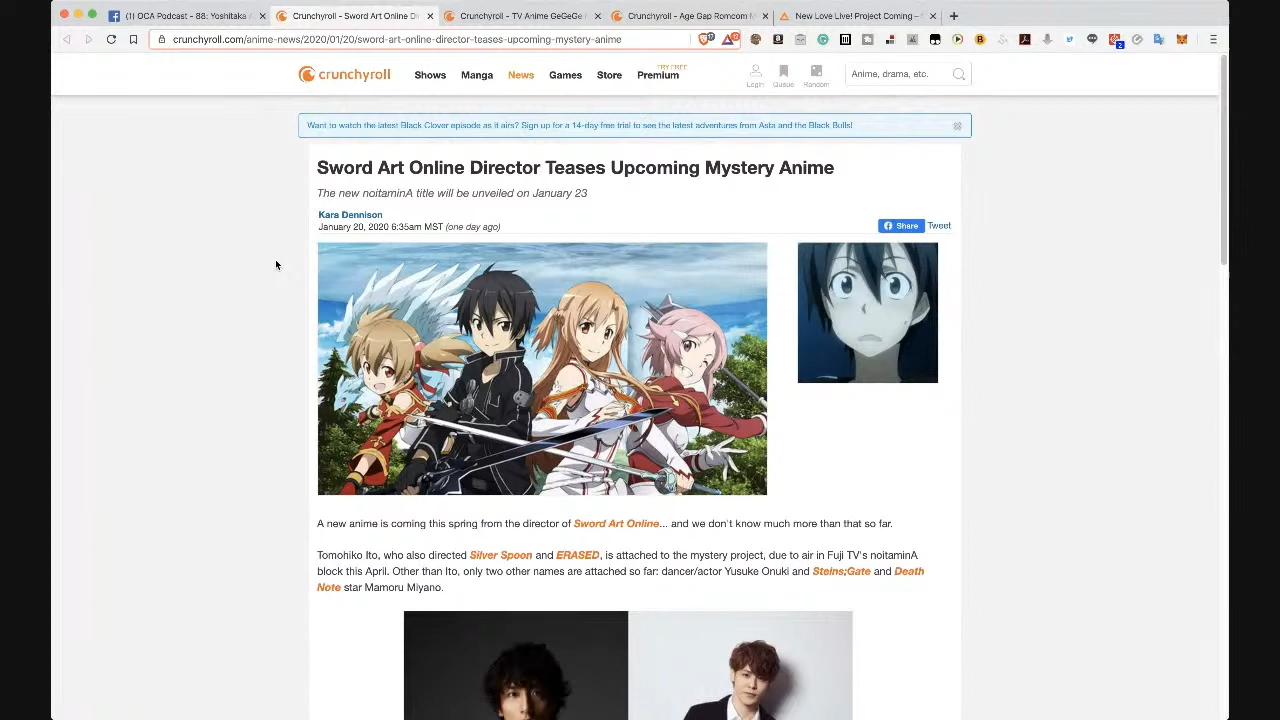 (1) OCA Podcast - 88: Yoshitaka
Crunchyroll - Sword Art Online Di
Crunchyroll - TV Anime GeGeGe
Crunchyroll - Age Gap Romcom M
New Love Live! Project Coming -
crunchyroll.com/anime-news/2020/01/20/sword-art-online-director-teases-upcoming-mystery-anime
crunchyroll
Shows
Manga
News
Games
Store
TRY FREE
Premium
Login
Queue
Random
Anime, drama, etc.
Want to watch the latest Black Clover episode as it airs? Sign up for a 14-day free trial to see the latest adventures from Asta and the Black Bulls!
Sword Art Online Director Teases Upcoming Mystery Anime
The new noitaminA title will be unveiled on January 23
Kara Dennison
January 20, 2020 6:35am MST (one day ago)
Share
Tweet
A new anime is coming this spring from the director of Sword Art Online... and we don't know much more than that so far.
Tomohiko Ito, who also directed Silver Spoon and ERASED, is attached to the mystery project, due to air in Fuji TV's noitaminA
block this April. Other than Ito, only two other names are attached so far: dancer/actor Yusuke Onuki and Steins;Gate and Death
Note star Mamoru Miyano.